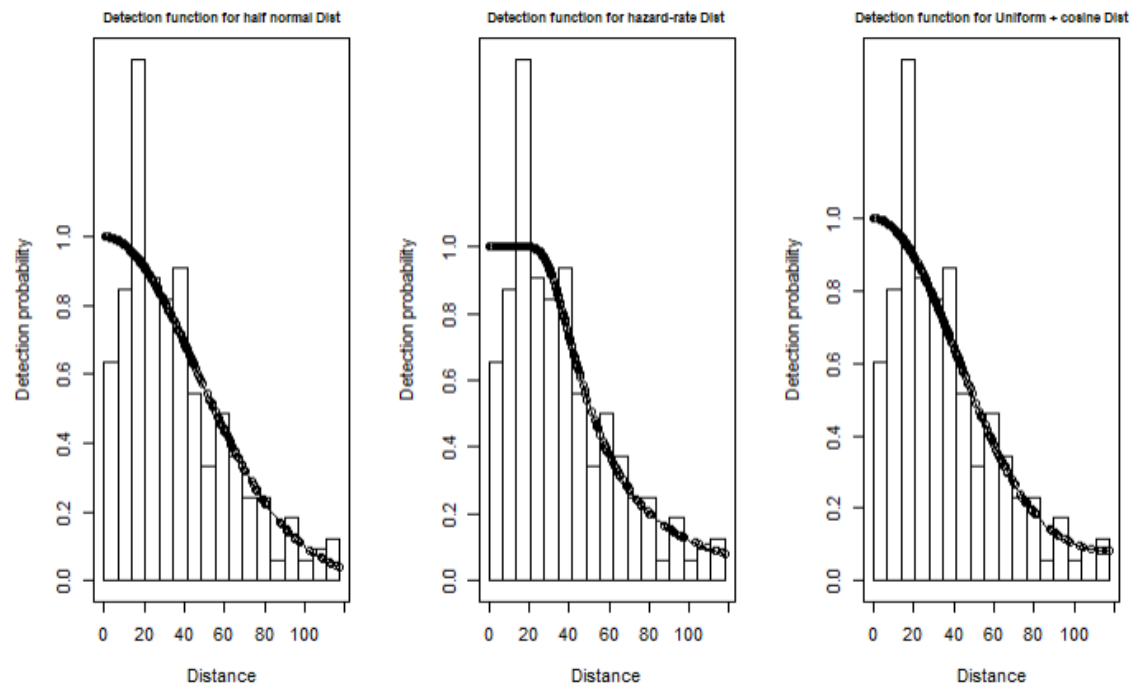 Detection function for half normal Dist
Detection probability
0.0 0.2 0.4 0.6 0.8 1.0
0 20 40 60 80 100
Distance
Detection function for hazard-rate Dist
Detection probability
0.0 0.2 0.4 0.6 0.8 1.0
0 20 40 60 80 100
Distance
Detection function for Uniform + cosine Dist
Detection probability
0.0 0.2 0.4 0.6 0.8 1.0
0 20 40 60 80 100
Distance